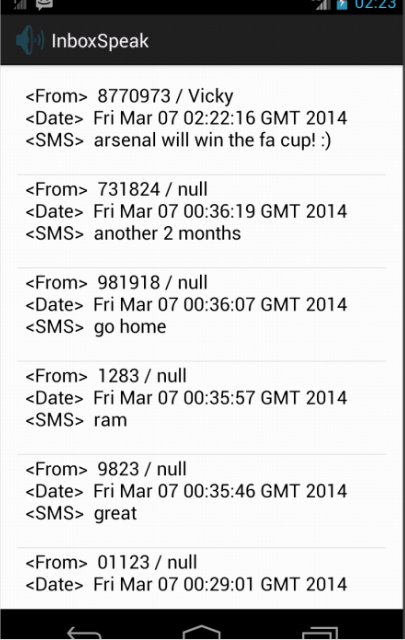 02:23
InboxSpeak
<From> 8770973 / Vicky
<Date> Fri Mar 07 02:22:16 GMT 2014
<SMS> arsenal will win the fa cup! :)
<From> 731824 / null
<Date> Fri Mar 07 00:36:19 GMT 2014
<SMS> another 2 months
<From> 981918 / null
<Date> Fri Mar 07 00:36:07 GMT 2014
<SMS> go home
<From> 1283 / null
<Date> Fri Mar 07 00:35:57 GMT 2014
<SMS> ram
<From> 9823 / null
<Date> Fri Mar 07 00:35:46 GMT 2014
<SMS> great
<From> 01123 / null
<Date> Fri Mar 07 00:29:01 GMT 2014